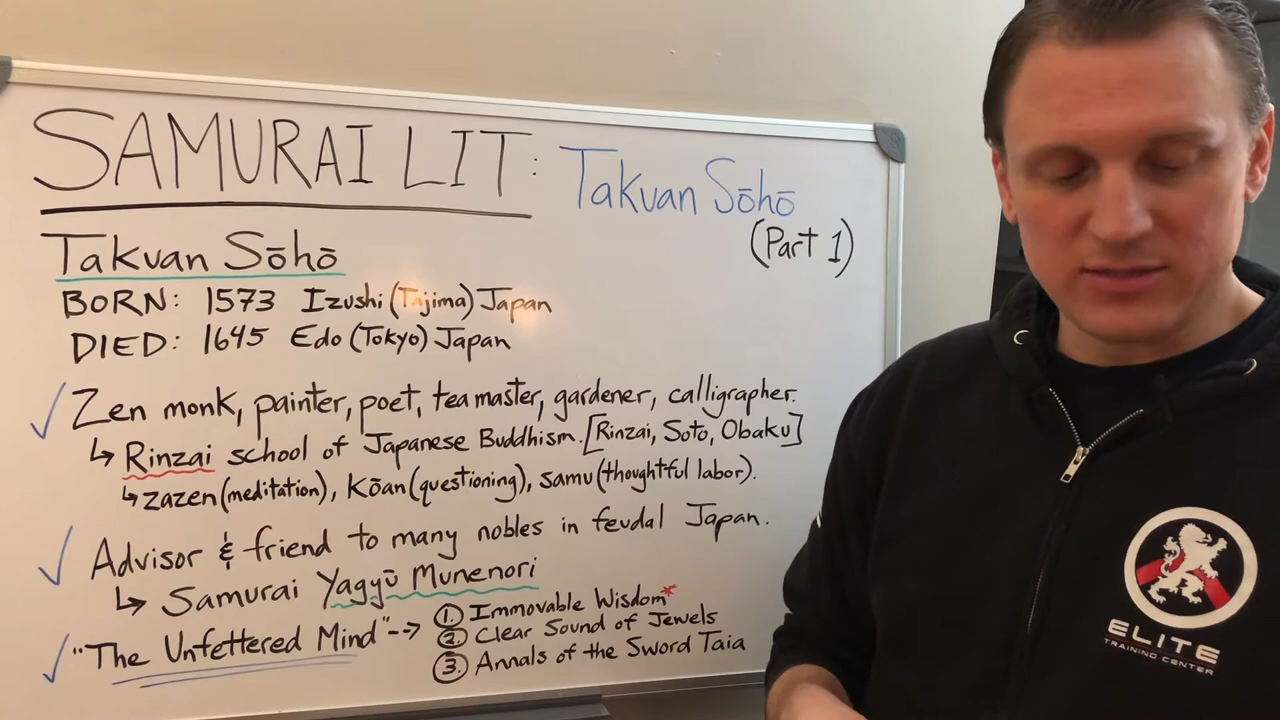 SAMURAI LIT: Takuan Sōhō
(Part 1)
Takuan Sōhō
BORN: 1573 Izushi (Tajima) Japan
DIED: 1645 Edo (Tokyo) Japan
✓ Zen monk, painter, poet, tea master, gardener, calligrapher.
↳ Rinzai school of Japanese Buddhism. [Rinzai, Soto, Obaku]
↳ zazen (meditation), Kōan (questioning), samu (thoughtful labor).
✓ Advisor & friend to many nobles in feudal Japan.
↳ Samurai Yagyū Munenori
✓ "The Unfettered Mind" --> ① Immovable Wisdom*
② Clear Sound of Jewels
③ Annals of the Sword Taia
ELITE
TRAINING CENTER